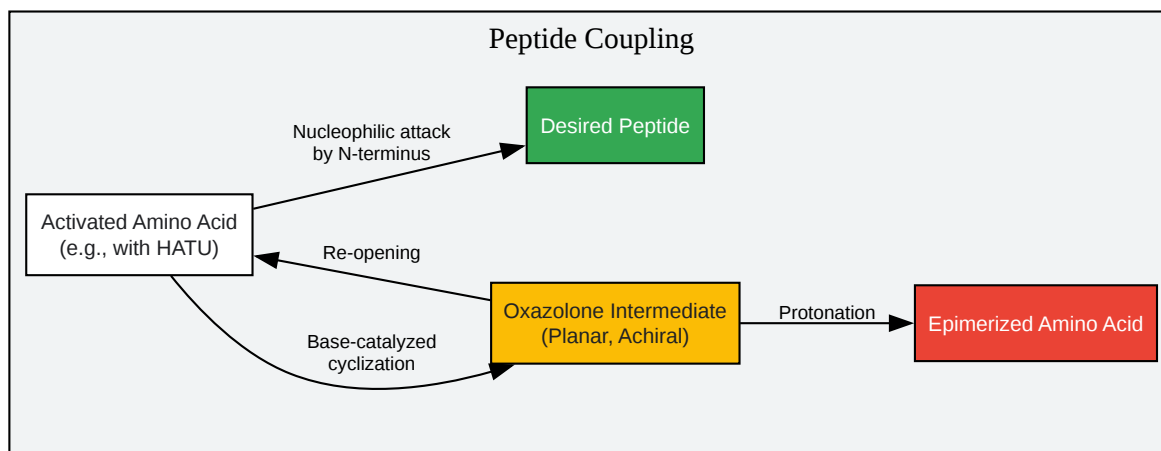 Peptide Coupling
Desired Peptide
Nucleophilic attack
by N-terminus
Activated Amino Acid
(e.g., with HATU)
Re-opening
Oxazolone Intermediate
(Planar, Achiral)
Protonation
Epimerized Amino Acid
Base-catalyzed
cyclization